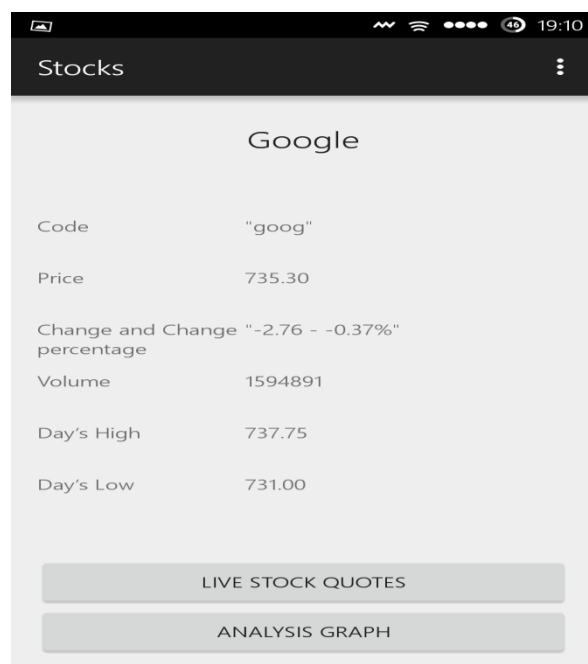 46 19:10
Stocks
Google
Code "goog"
Price 735.30
Change and Change "-2.76 - -0.37%"
percentage
Volume 1594891
Day's High 737.75
Day's Low 731.00
LIVE STOCK QUOTES
ANALYSIS GRAPH